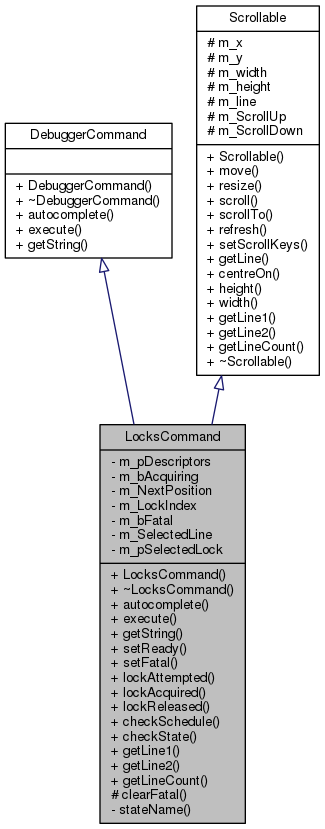 Scrollable
# m_x
# m_y
# m_width
# m_height
# m_line
# m_ScrollUp
# m_ScrollDown
+ Scrollable()
+ move()
+ resize()
+ scroll()
+ scrollTo()
+ refresh()
+ setScrollKeys()
+ getLine()
+ centreOn()
+ height()
+ width()
+ getLine1()
+ getLine2()
+ getLineCount()
+ ~Scrollable()
DebuggerCommand
+ DebuggerCommand()
+ ~DebuggerCommand()
+ autocomplete()
+ execute()
+ getString()
LocksCommand
- m_pDescriptors
- m_bAcquiring
- m_NextPosition
- m_LockIndex
- m_bFatal
- m_SelectedLine
- m_pSelectedLock
+ LocksCommand()
+ ~LocksCommand()
+ autocomplete()
+ execute()
+ getString()
+ setReady()
+ setFatal()
+ lockAttempted()
+ lockAcquired()
+ lockReleased()
+ checkSchedule()
+ checkState()
+ getLine1()
+ getLine2()
+ getLineCount()
# clearFatal()
- stateName()